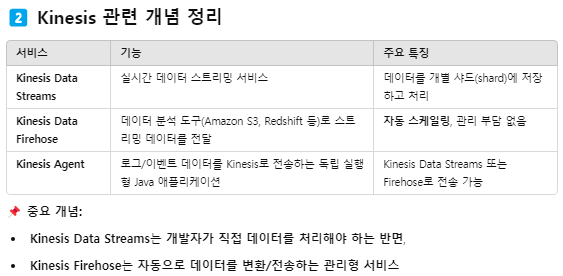 2 Kinesis 관련 개념 정리
서비스 기능 주요 특징
Kinesis Data Streams 실시간 데이터 스트리밍 서비스 데이터를 개별 샤드(shard)에 저장하고 처리
Kinesis Data Firehose 데이터 분석 도구(Amazon S3, Redshift 등)로 스트리밍 데이터를 전달 자동 스케일링, 관리 부담 없음
Kinesis Agent 로그/이벤트 데이터를 Kinesis로 전송하는 독립 실행형 Java 애플리케이션 Kinesis Data Streams 또는 Firehose로 전송 가능
📌 중요 개념:
• Kinesis Data Streams는 개발자가 직접 데이터를 처리해야 하는 반면,
• Kinesis Firehose는 자동으로 데이터를 변환/전송하는 관리형 서비스